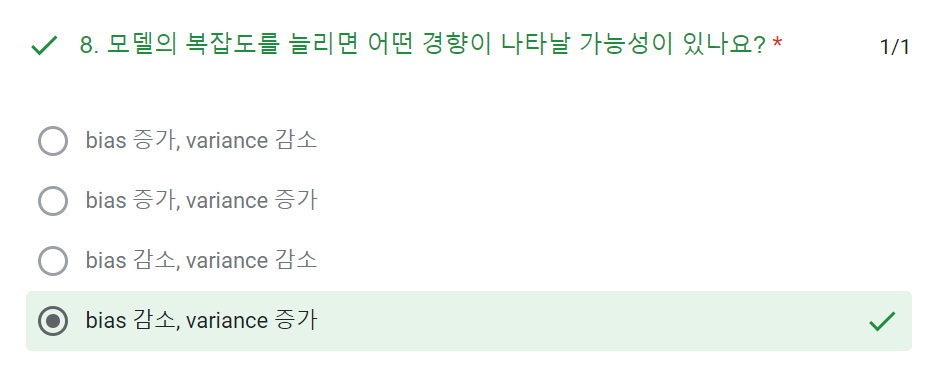 8. 모델의 복잡도를 늘리면 어떤 경향이 나타날 가능성이 있나요? * 1/1
bias 증가, variance 감소
bias 증가, variance 증가
bias 감소, variance 감소
bias 감소, variance 증가